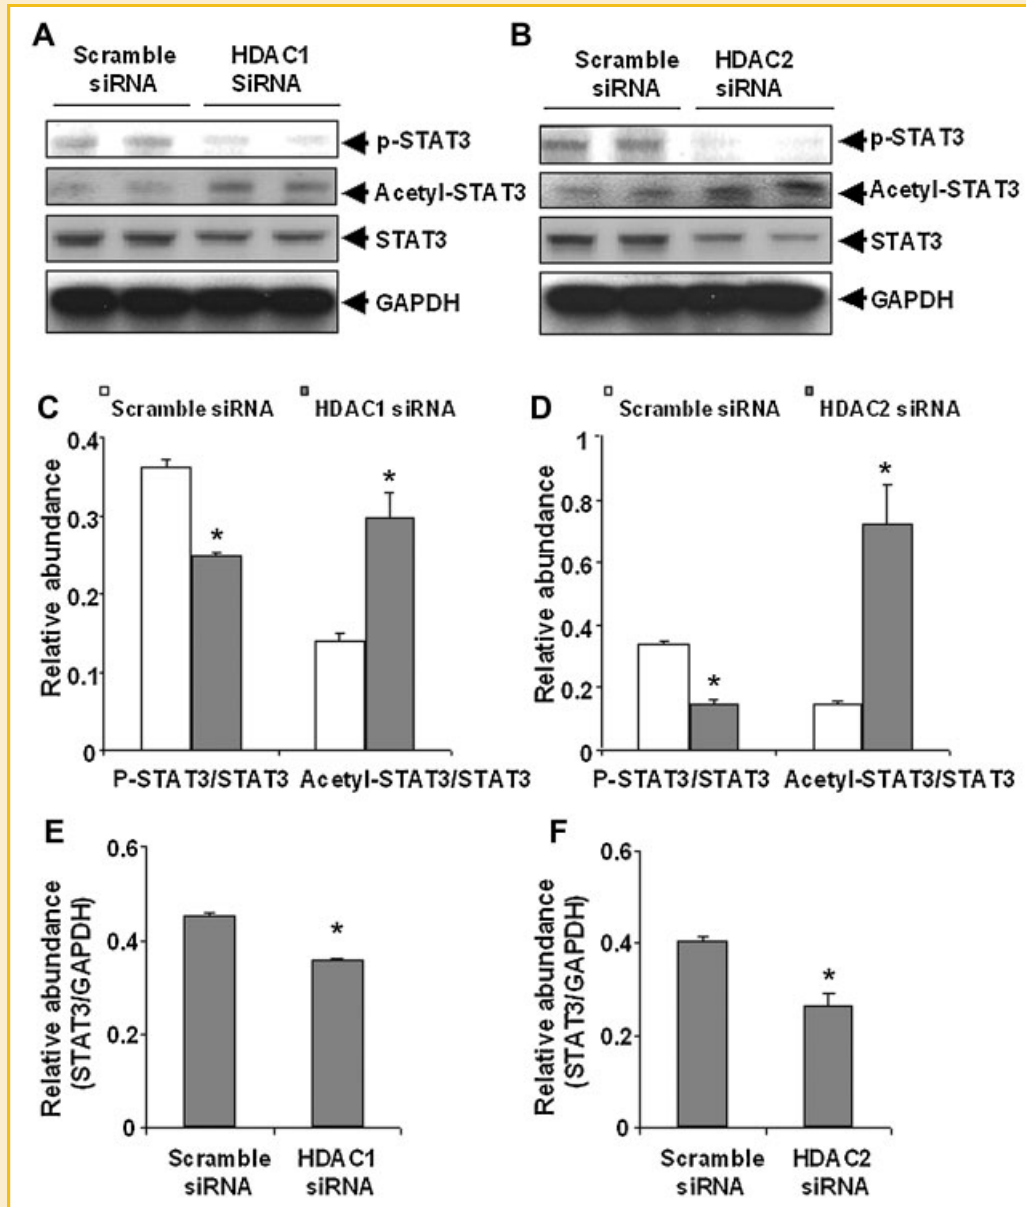 A
Scramble siRNA
HDAC1 SiRNA
p-STAT3
Acetyl-STAT3
STAT3
GAPDH
B
Scramble siRNA
HDAC2 siRNA
p-STAT3
Acetyl-STAT3
STAT3
GAPDH
C
Scramble siRNA
HDAC1 siRNA
Relative abundance
0.4
0.3
0.2
0.1
0
*
*
P-STAT3/STAT3
Acetyl-STAT3/STAT3
D
Scramble siRNA
HDAC2 siRNA
Relative abundance
1
0.8
0.6
0.4
0.2
0
*
*
P-STAT3/STAT3
Acetyl-STAT3/STAT3
E
Relative abundance
(STAT3/GAPDH)
0.6
0.4
0.2
0
*
Scramble
siRNA
HDAC1
siRNA
F
Relative abundance
(STAT3/GAPDH)
0.6
0.4
0.2
0
*
Scramble
siRNA
HDAC2
siRNA